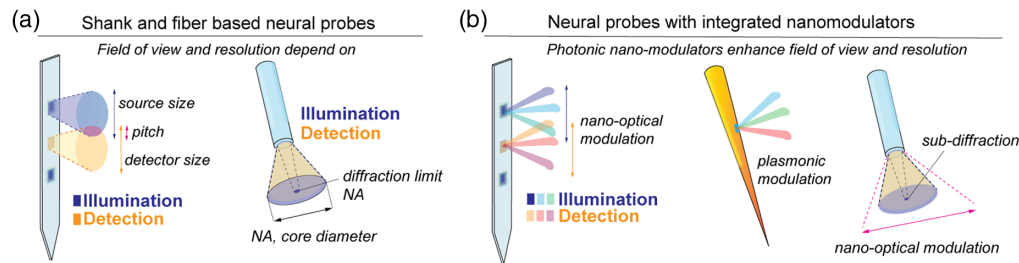 (a) Shank and fiber based neural probes
Field of view and resolution depend on
source size
pitch
detector size
Illumination
Detection
Illumination
Detection
diffraction limit
NA
NA, core diameter
(b) Neural probes with integrated nanomodulators
Photonic nano-modulators enhance field of view and resolution
nano-optical
modulation
Illumination
Detection
plasmonic
modulation
sub-diffraction
nano-optical modulation